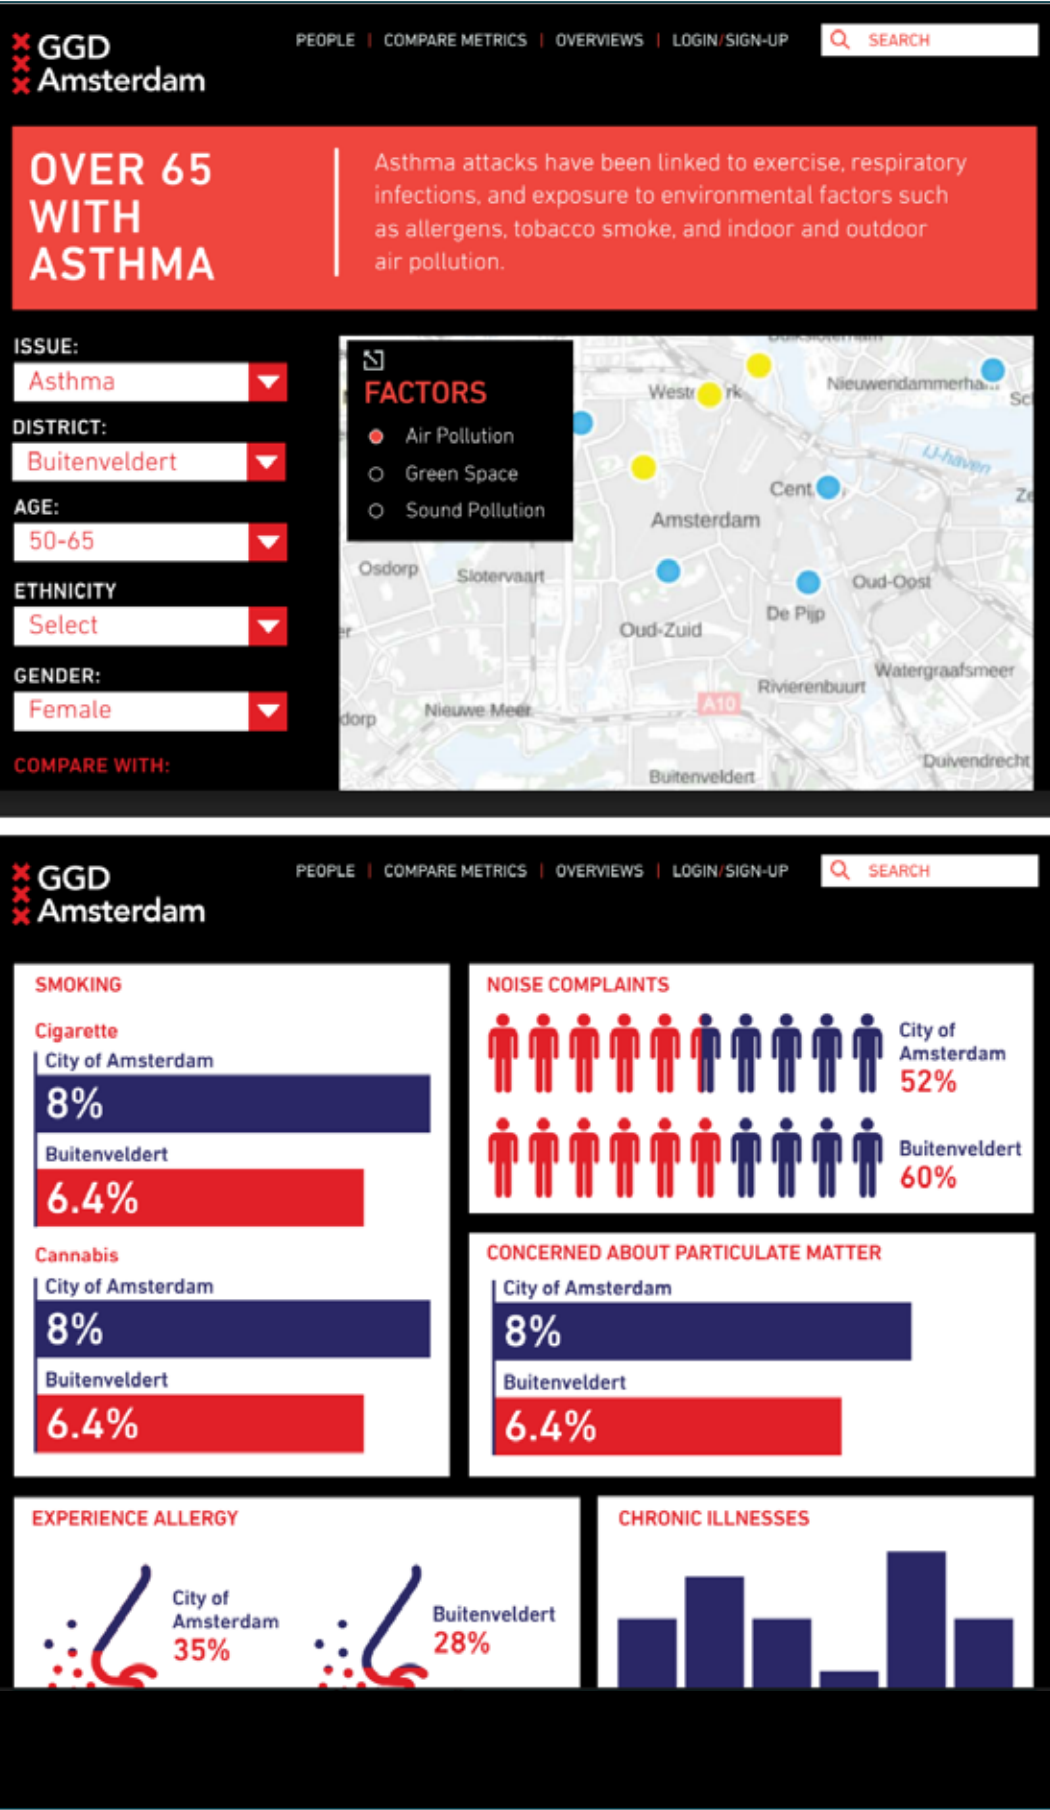 GGD
Amsterdam
PEOPLE | COMPARE METRICS | OVERVIEWS | LOGIN/SIGN-UP
SEARCH
OVER 65
WITH
ASTHMA
Asthma attacks have been linked to exercise, respiratory
infections, and exposure to environmental factors such
as allergens, tobacco smoke, and indoor and outdoor
air pollution.
ISSUE:
Asthma
DISTRICT:
Buitenveldert
AGE:
50-65
ETHNICITY
Select
GENDER:
Female
COMPARE WITH:
FACTORS
Air Pollution
Green Space
Sound Pollution
IJ-haven
Amsterdam
Osdorp
Slotervaart
Oud-Oost
De Pijp
Oud-Zuid
Watergraafsmeer
Rivierenbuurt
A10
Nieuwe Meer
Duivendrecht
Buitenveldert
GGD
Amsterdam
PEOPLE | COMPARE METRICS | OVERVIEWS | LOGIN/SIGN-UP
SEARCH
SMOKING
Cigarette
City of Amsterdam
8%
Buitenveldert
6.4%
Cannabis
City of Amsterdam
8%
Buitenveldert
6.4%
NOISE COMPLAINTS
City of
Amsterdam
52%
Buitenveldert
60%
CONCERNED ABOUT PARTICULATE MATTER
City of Amsterdam
8%
Buitenveldert
6.4%
EXPERIENCE ALLERGY
City of
Amsterdam
35%
Buitenveldert
28%
CHRONIC ILLNESSES